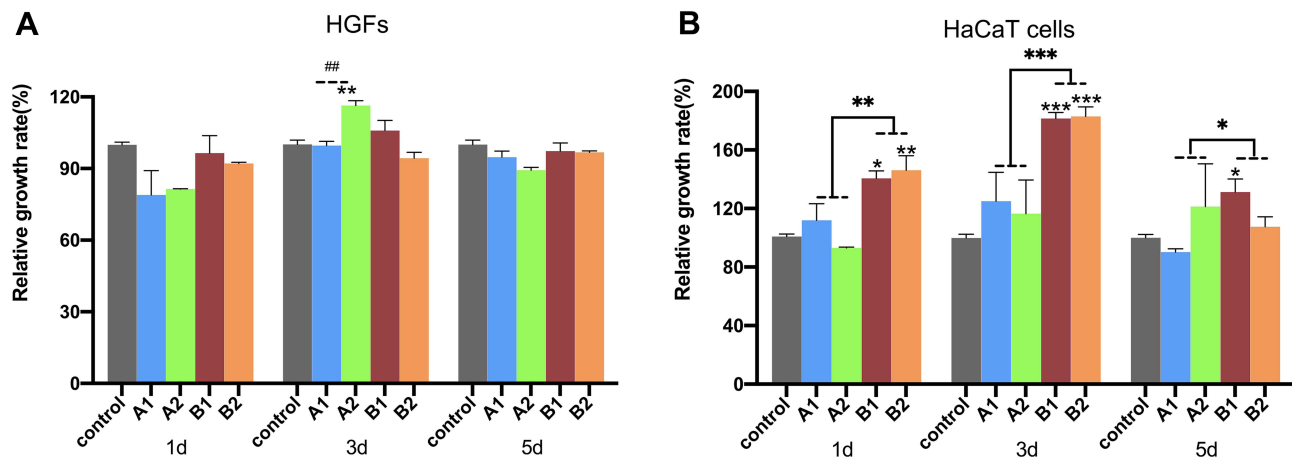 A
HGFs
Relative growth rate(%)
120
90
60
30
0
##
**
control A1 A2 B1 B2
control A1 A2 B1 B2
control A1 A2 B1 B2
1d 3d 5d
B
HaCaT cells
Relative growth rate(%)
200
160
120
80
40
0
**
* **
***
*** ***
*
*
control A1 A2 B1 B2
control A1 A2 B1 B2
control A1 A2 B1 B2
1d 3d 5d